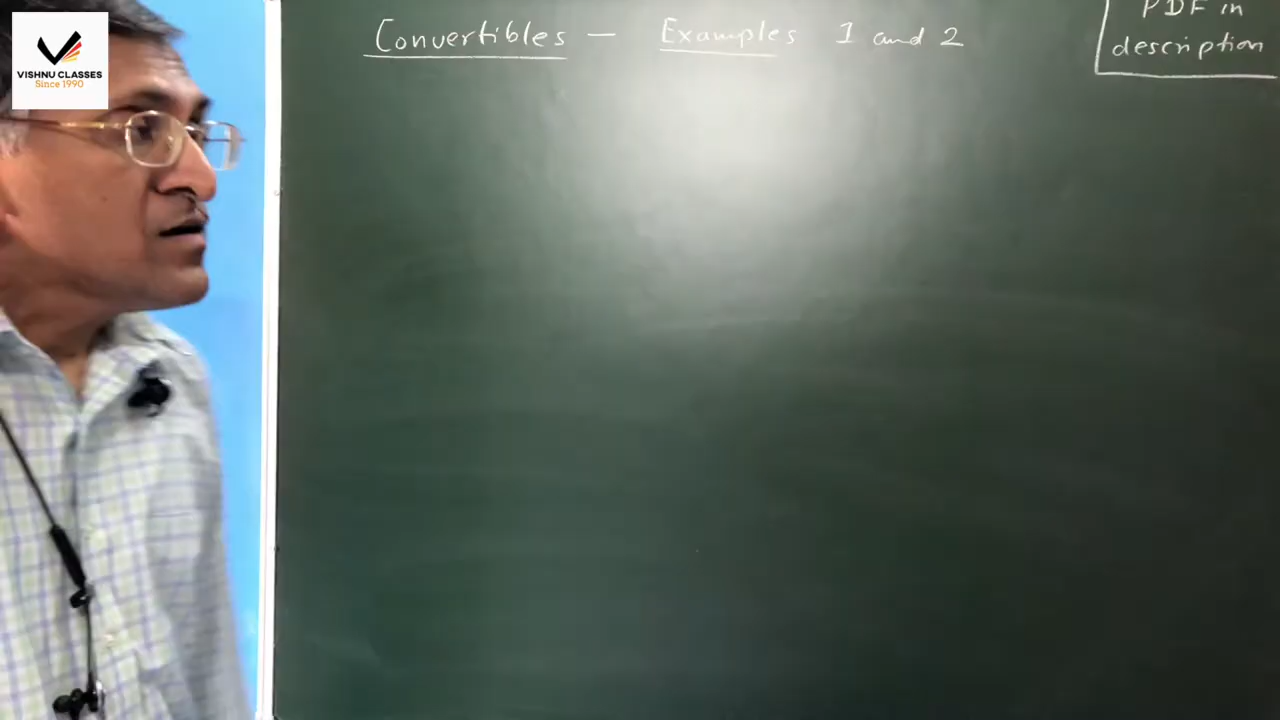 VISHNU CLASSES
Since 1990
Convertibles - Examples 1 and 2
PDF in
description